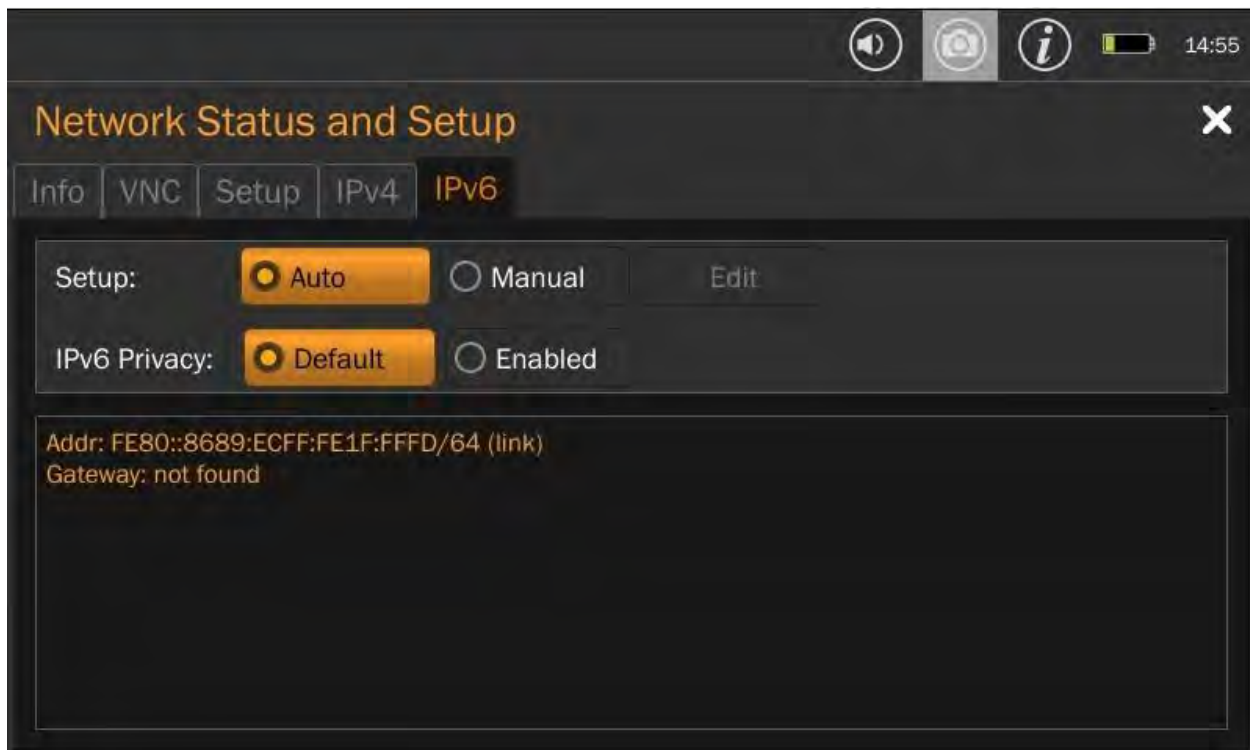 14:55
Network Status and Setup
Info VNC Setup IPv4 IPv6
Setup: Auto Manual Edit
IPv6 Privacy: Default Enabled
Addr: FE80::8689:ECFF:FE1F:FFFD/64 (link)
Gateway: not found